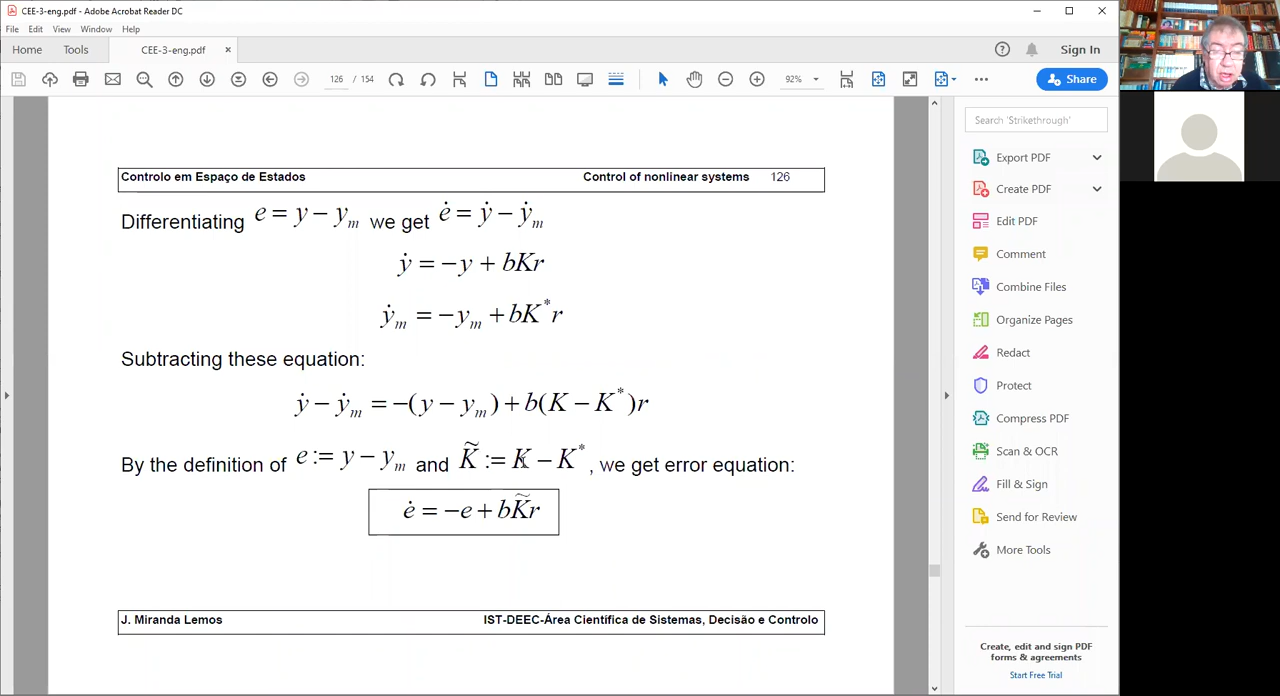 CEE-3-eng.pdf - Adobe Acrobat Reader DC
File Edit View Window Help
Home Tools CEE-3-eng.pdf × Sign In
126 / 154 92% Share
Controlo em Espaço de Estados Control of nonlinear systems 126
Differentiating e = y − y_m we get ė = ẏ − ẏ_m
ẏ = −y + bKr
ẏ_m = −y_m + bK*r
Subtracting these equation:
ẏ − ẏ_m = −(y − y_m) + b(K − K*)r
By the definition of e := y − y_m and K̃ := K − K*, we get error equation:
ė = −e + bK̃r
J. Miranda Lemos IST-DEEC-Área Científica de Sistemas, Decisão e Controlo
Search 'Strikethrough'
Export PDF
Create PDF
Edit PDF
Comment
Combine Files
Organize Pages
Redact
Protect
Compress PDF
Scan & OCR
Fill & Sign
Send for Review
More Tools
Create, edit and sign PDF
forms & agreements
Start Free Trial